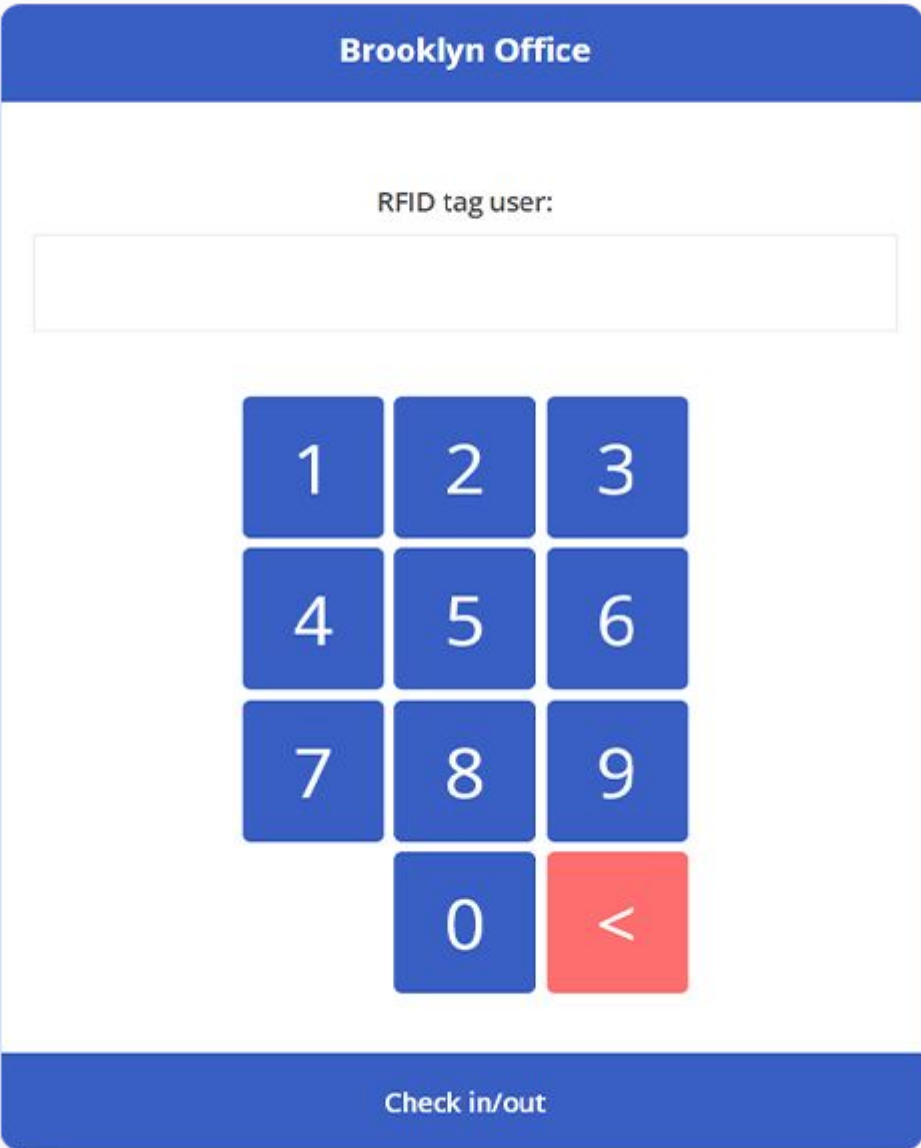 Brooklyn Office
RFID tag user:
1 2 3
4 5 6
7 8 9
0 <
Check in/out